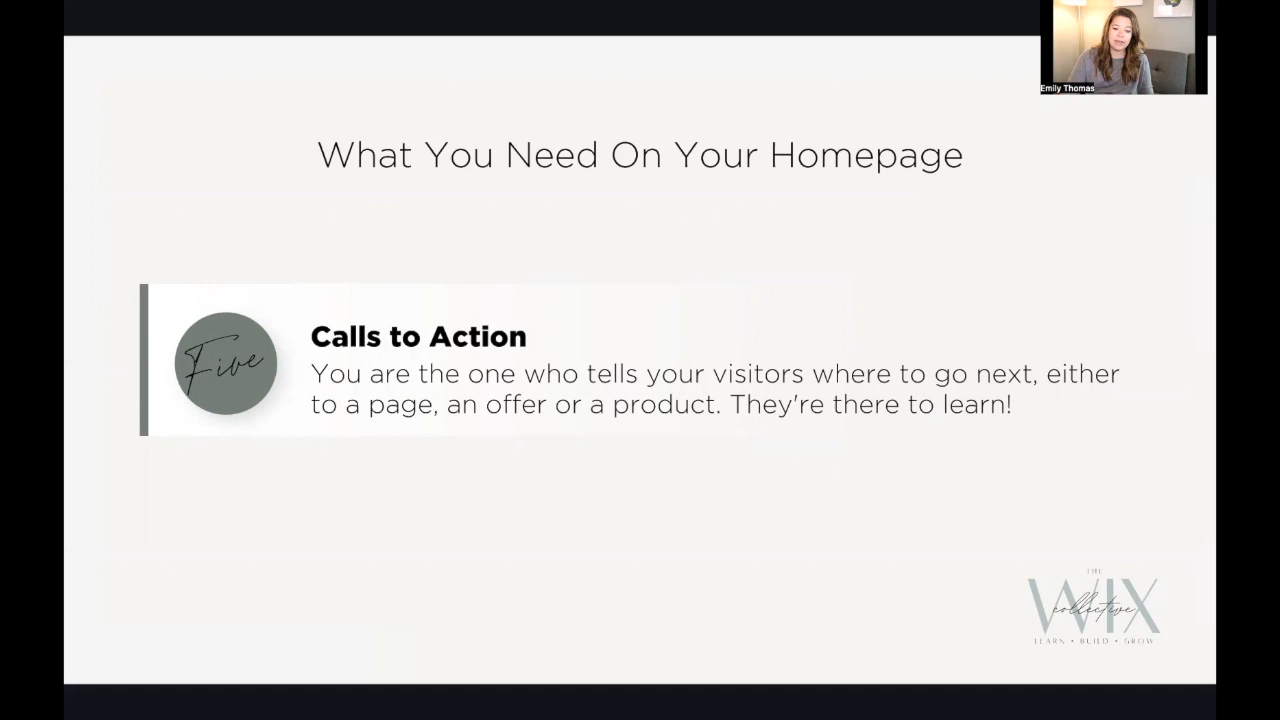 Emily Thomas
What You Need On Your Homepage
Five
Calls to Action
You are the one who tells your visitors where to go next, either
to a page, an offer or a product. They're there to learn!
THE
WIX
collective
LEARN • BUILD • GROW